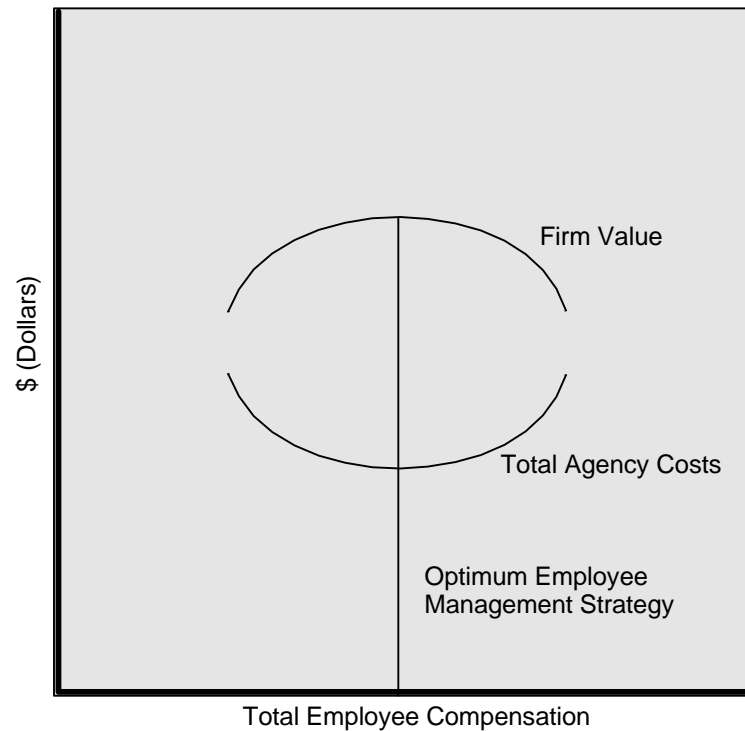 Firm Value
$ (Dollars)
Total Agency Costs
Optimum Employee
Management Strategy
Total Employee Compensation